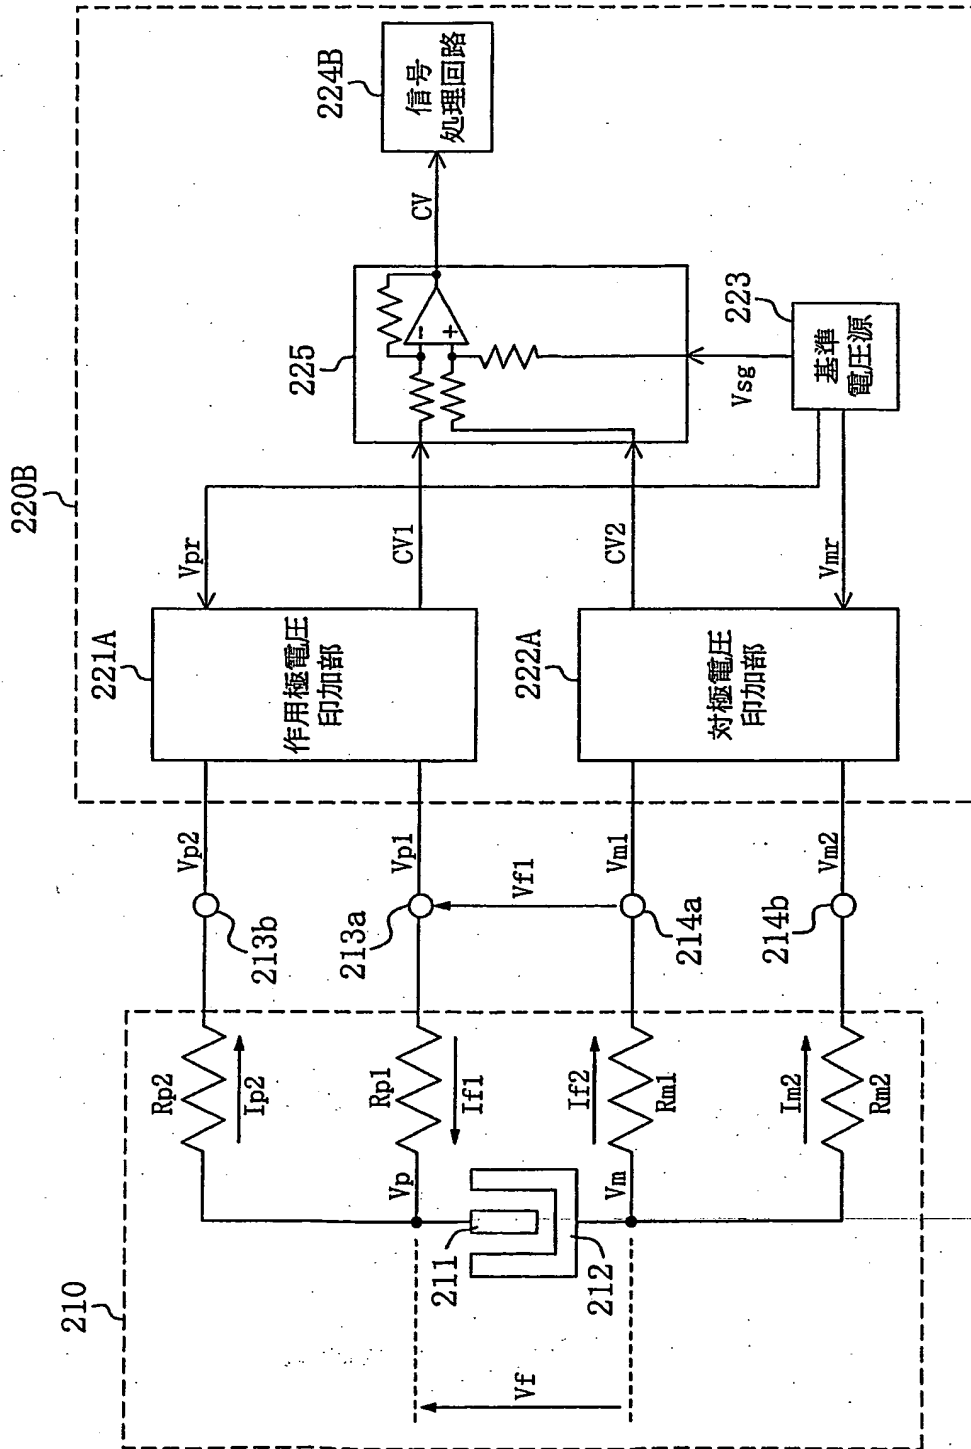 220B
210
221A
作用極電圧
印加部
222A
対極電圧
印加部
225
-
+
224B
信号
処理回路
223
基準
電圧源
Vpr
CV1
CV2
Vmr
CV
Vsg
Vp2
Vp1
Vm1
Vm2
Vf1
213b
213a
214a
214b
Rp2
Ip2
Rp1
If1
If2
Rm1
Im2
Rm2
Vp
Vm
211
212
Vf